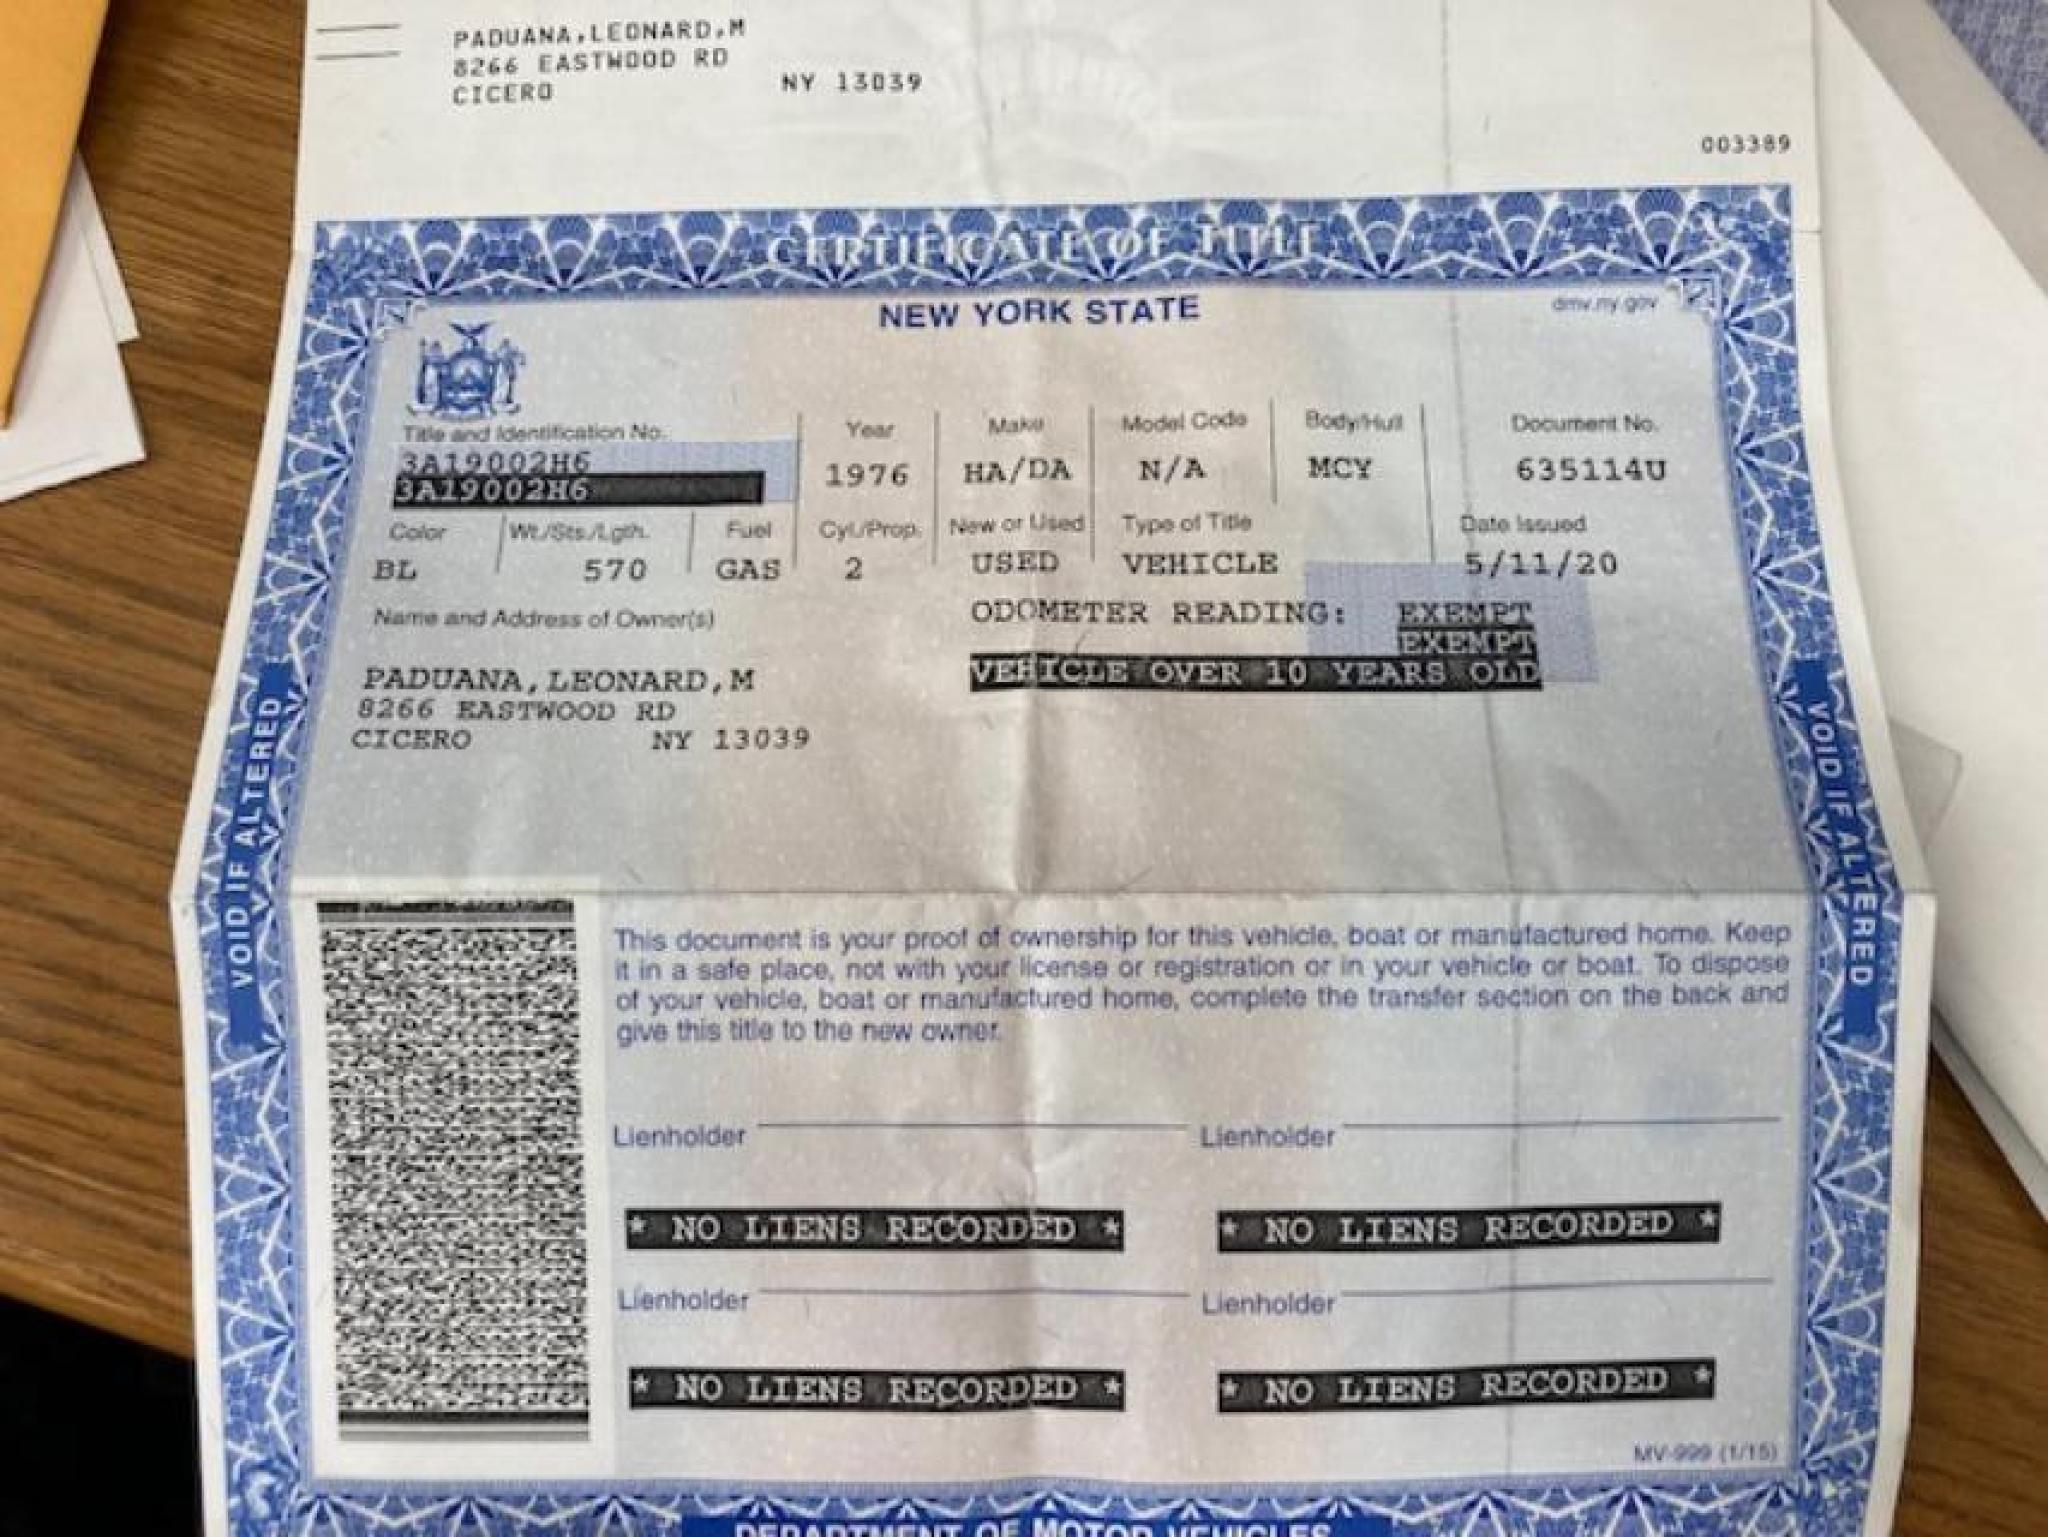 PADUANA,LEONARD,M
8266 EASTWOOD RD
CICERO NY 13039
003389
CERTIFICATE OF TITLE
NEW YORK STATE
dmv.ny.gov
Title and Identification No. Year Make Model Code Body/Hull Document No.
3A19002H6
3A19002H6 1976 HA/DA N/A MCY 635114U
Color Wt./Sts./Lgth. Fuel Cyl./Prop. New or Used Type of Title Date Issued
BL 570 GAS 2 USED VEHICLE 5/11/20
Name and Address of Owner(s) ODOMETER READING: EXEMPT
EXEMPT
PADUANA,LEONARD,M VEHICLE OVER 10 YEARS OLD
8266 EASTWOOD RD
CICERO NY 13039
VOID IF ALTERED
VOID IF ALTERED
This document is your proof of ownership for this vehicle, boat or manufactured home. Keep
it in a safe place, not with your license or registration or in your vehicle or boat. To dispose
of your vehicle, boat or manufactured home, complete the transfer section on the back and
give this title to the new owner.
Lienholder Lienholder
* NO LIENS RECORDED * * NO LIENS RECORDED *
Lienholder Lienholder
* NO LIENS RECORDED * * NO LIENS RECORDED *
MV-999 (1/15)
DEPARTMENT OF MOTOR VEHICLES